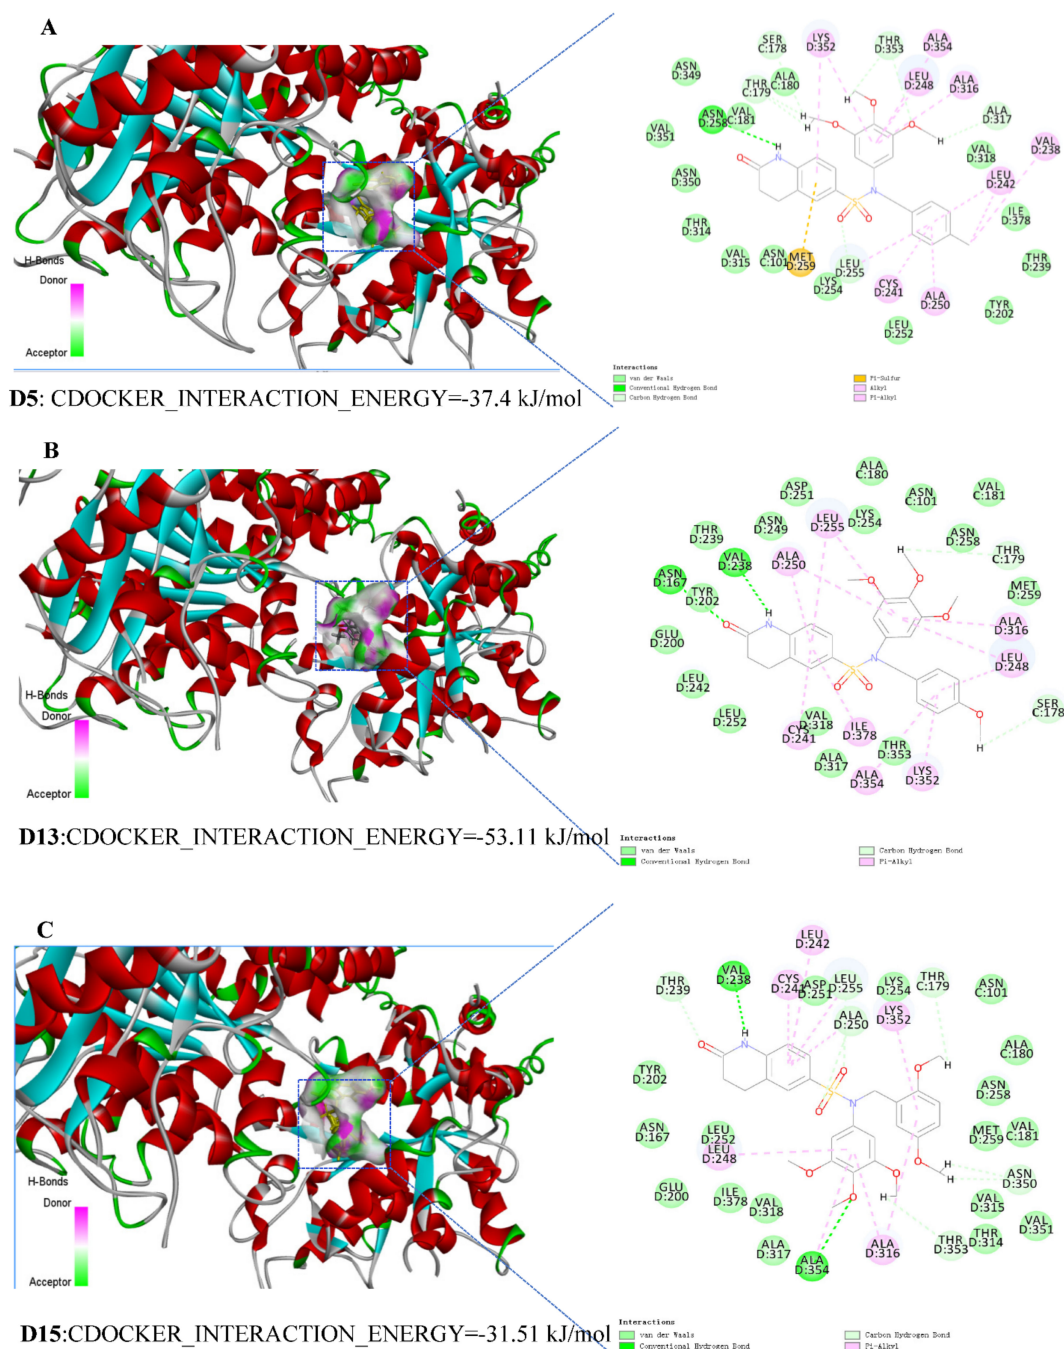 A
H-Bonds
Donor
Acceptor
SER
C:178
LYS
D:352
THR
D:353
ALA
D:354
ASN
D:349
THR
C:179
ALA
C:180
LEU
D:248
ALA
D:316
ASN
D:258
VAL
C:181
ALA
D:317
VAL
D:351
VAL
D:318
VAL
D:238
ASN
D:350
LEU
D:242
THR
D:314
ILE
D:378
VAL
D:315
ASN
C:101
MET
D:259
LYS
D:254
LEU
D:255
CYS
D:241
ALA
D:250
THR
D:239
TYR
D:202
LEU
D:252
H
H
H
H
H
N
O
O
O
O
S
O
O
N
Interactions
van der Waals
Conventional Hydrogen Bond
Carbon Hydrogen Bond
Pi-Sulfur
Alkyl
Pi-Alkyl
D5: CDOCKER_INTERACTION_ENERGY=-37.4 kJ/mol
B
H-Bonds
Donor
Acceptor
ALA
C:180
ASP
D:251
ASN
C:101
VAL
C:181
THR
D:239
ASN
D:249
LEU
D:255
LYS
D:254
ASN
D:258
THR
C:179
ASN
D:167
VAL
D:238
ALA
D:250
MET
D:259
TYR
D:202
ALA
D:316
GLU
D:200
LEU
D:248
LEU
D:242
LEU
D:252
CYS
D:241
VAL
D:318
ILE
D:378
THR
D:353
SER
C:178
ALA
D:317
ALA
D:354
LYS
D:352
H
H
H
N
O
O
O
O
S
O
O
N
O
D13:CDOCKER_INTERACTION_ENERGY=-53.11 kJ/mol
Interactions
van der Waals
Conventional Hydrogen Bond
Carbon Hydrogen Bond
Pi-Alkyl
C
H-Bonds
Donor
Acceptor
LEU
D:242
THR
D:239
VAL
D:238
CYS
D:241
ASP
D:251
LEU
D:255
LYS
D:254
THR
C:179
ASN
C:101
ALA
D:250
LYS
D:352
ALA
C:180
TYR
D:202
ASN
D:258
ASN
D:167
LEU
D:252
LEU
D:248
MET
D:259
VAL
C:181
GLU
D:200
ILE
D:378
VAL
D:318
ASN
D:350
VAL
D:315
VAL
D:351
ALA
D:317
ALA
D:354
ALA
D:316
THR
D:353
THR
D:314
H
H
H
H
H
N
O
O
S
O
N
O
O
O
O
O
D15:CDOCKER_INTERACTION_ENERGY=-31.51 kJ/mol
Interactions
van der Waals
Conventional Hydrogen Bond
Carbon Hydrogen Bond
Pi-Alkyl